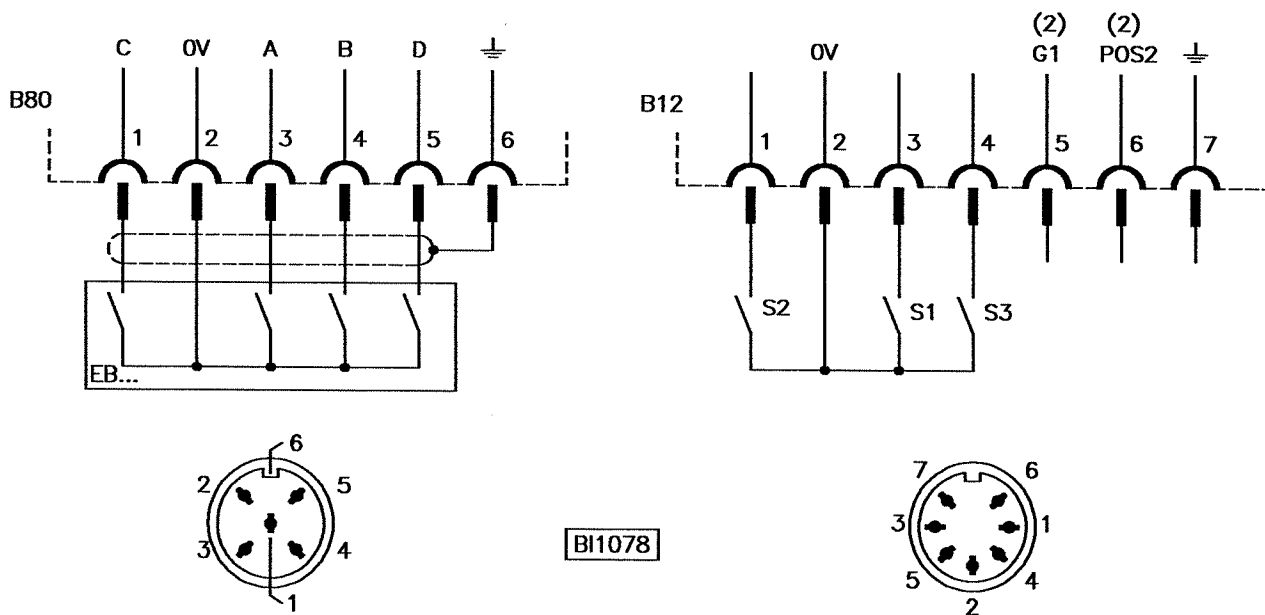 C 0V A B D
B80
1 2 3 4 5 6
EB...
6
2 5
3 4
1
(2) (2)
0V G1 POS2
B12
1 2 3 4 5 6 7
S2 S1 S3
7 6
3 1
5 4
2
BI1078